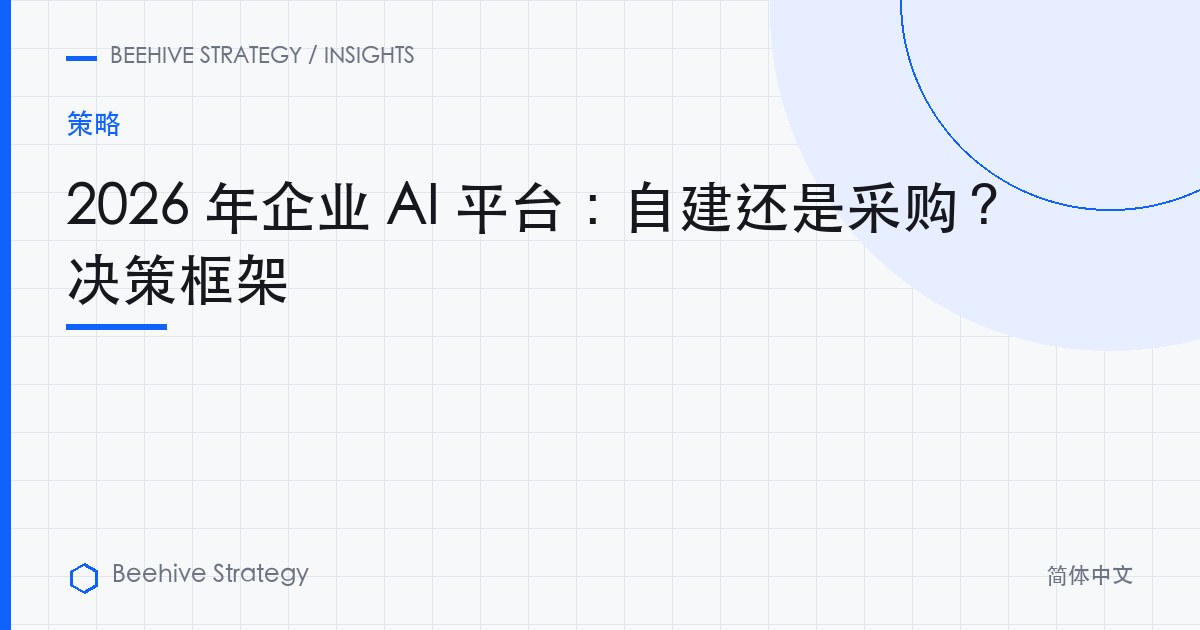 BEEHIVE STRATEGY / INSIGHTS
策略
2026 年企业 AI 平台：自建还是采购？
决策框架
Beehive Strategy
简体中文